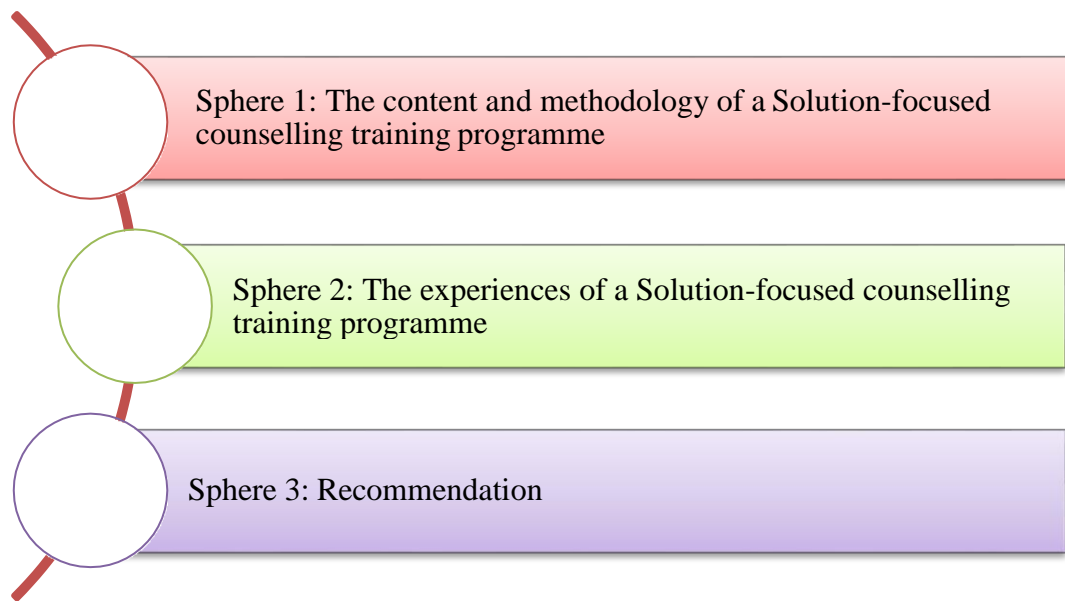 Sphere 1: The content and methodology of a Solution-focused
counselling training programme
Sphere 2: The experiences of a Solution-focused counselling
training programme
Sphere 3: Recommendation